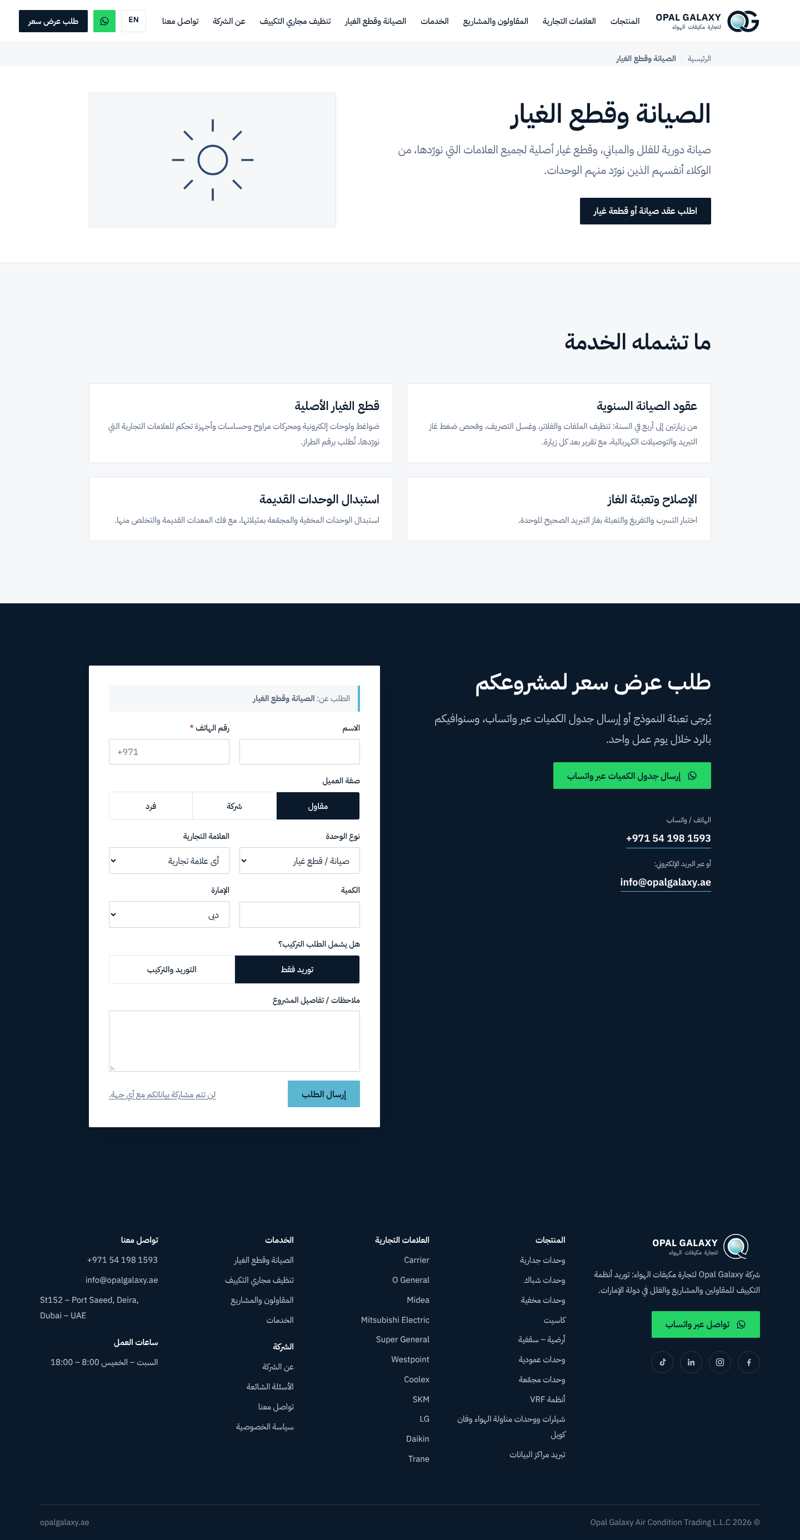 OPAL GALAXY
لتجارة مكيفات الهواء
المنتجات
العلامات التجارية
المقاولون والمشاريع
الخدمات
الصيانة وقطع الغيار
تنظيف مجاري التكييف
عن الشركة
تواصل معنا
EN
طلب عرض سعر
الرئيسية
الصيانة وقطع الغيار
الصيانة وقطع الغيار
صيانة دورية للفلل والمباني، وقطع غيار أصلية لجميع العلامات التي نورّدها، من
الوكلاء أنفسهم الذين نورّد منهم الوحدات.
اطلب عقد صيانة أو قطعة غيار
ما تشمله الخدمة
عقود الصيانة السنوية
من زيارتين إلى أربع في السنة: تنظيف الملفات والفلاتر، وغسل التصريف، وفحص ضغط غاز
التبريد والتوصيلات الكهربائية، مع تقرير بعد كل زيارة.
قطع الغيار الأصلية
ضواغط ولوحات إلكترونية ومحركات مراوح وحساسات وأجهزة تحكم للعلامات التجارية التي
نورّدها، تُطلب برقم الطراز.
الإصلاح وتعبئة الغاز
اختبار التسرب والتفريغ والتعبئة بغاز التبريد الصحيح للوحدة.
استبدال الوحدات القديمة
استبدال الوحدات المخفية والمجمّعة بمثيلاتها، مع فك المعدات القديمة والتخلص منها.
طلب عرض سعر لمشروعكم
يُرجى تعبئة النموذج أو إرسال جدول الكميات عبر واتساب، وسنوافيكم
بالرد خلال يوم عمل واحد.
إرسال جدول الكميات عبر واتساب
الهاتف / واتساب
+971 54 198 1593
أو عبر البريد الإلكتروني:
info@opalgalaxy.ae
الطلب عن: الصيانة وقطع الغيار
الاسم
رقم الهاتف *
+971
صفة العميل
مقاول
شركة
فرد
نوع الوحدة
العلامة التجارية
صيانة / قطع غيار
أي علامة تجارية
الكمية
الإمارة
دبي
هل يشمل الطلب التركيب؟
توريد فقط
التوريد والتركيب
ملاحظات / تفاصيل المشروع
إرسال الطلب
لن تتم مشاركة بياناتكم مع أي جهة.
OPAL GALAXY
لتجارة مكيفات الهواء
شركة Opal Galaxy لتجارة مكيفات الهواء: توريد أنظمة
التكييف للمقاولين والمشاريع والفلل في دولة الإمارات.
تواصل عبر واتساب
المنتجات
وحدات جدارية
وحدات شباك
وحدات مخفية
كاسيت
أرضية – سقفية
وحدات عمودية
وحدات مجمّعة
أنظمة VRF
شيلرات ووحدات مناولة الهواء وفان
كويل
تبريد مراكز البيانات
العلامات التجارية
Carrier
O General
Midea
Mitsubishi Electric
Super General
Westpoint
Coolex
SKM
LG
Daikin
Trane
الخدمات
الصيانة وقطع الغيار
تنظيف مجاري التكييف
المقاولون والمشاريع
الخدمات
الشركة
عن الشركة
الأسئلة الشائعة
تواصل معنا
سياسة الخصوصية
تواصل معنا
+971 54 198 1593
info@opalgalaxy.ae
St152 – Port Saeed, Deira,
Dubai – UAE
ساعات العمل
السبت – الخميس 8:00 – 18:00
© 2026 Opal Galaxy Air Condition Trading L.L.C
opalgalaxy.ae